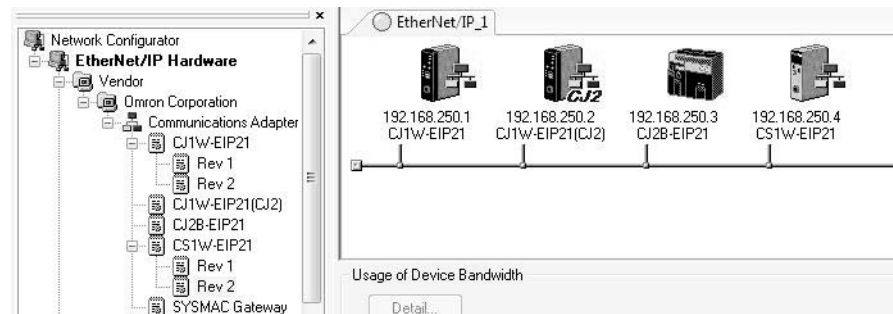 Network Configurator
EtherNet/IP Hardware
Vendor
Omron Corporation
Communications Adapter
CJ1W-EIP21
Rev 1
Rev 2
CJ1W-EIP21(CJ2)
CJ2B-EIP21
CS1W-EIP21
Rev 1
Rev 2
SYSMAC Gateway
EtherNet/IP_1
CJ2
192.168.250.1
CJ1W-EIP21
192.168.250.2
CJ1W-EIP21(CJ2)
192.168.250.3
CJ2B-EIP21
192.168.250.4
CS1W-EIP21
Usage of Device Bandwidth
Detail...